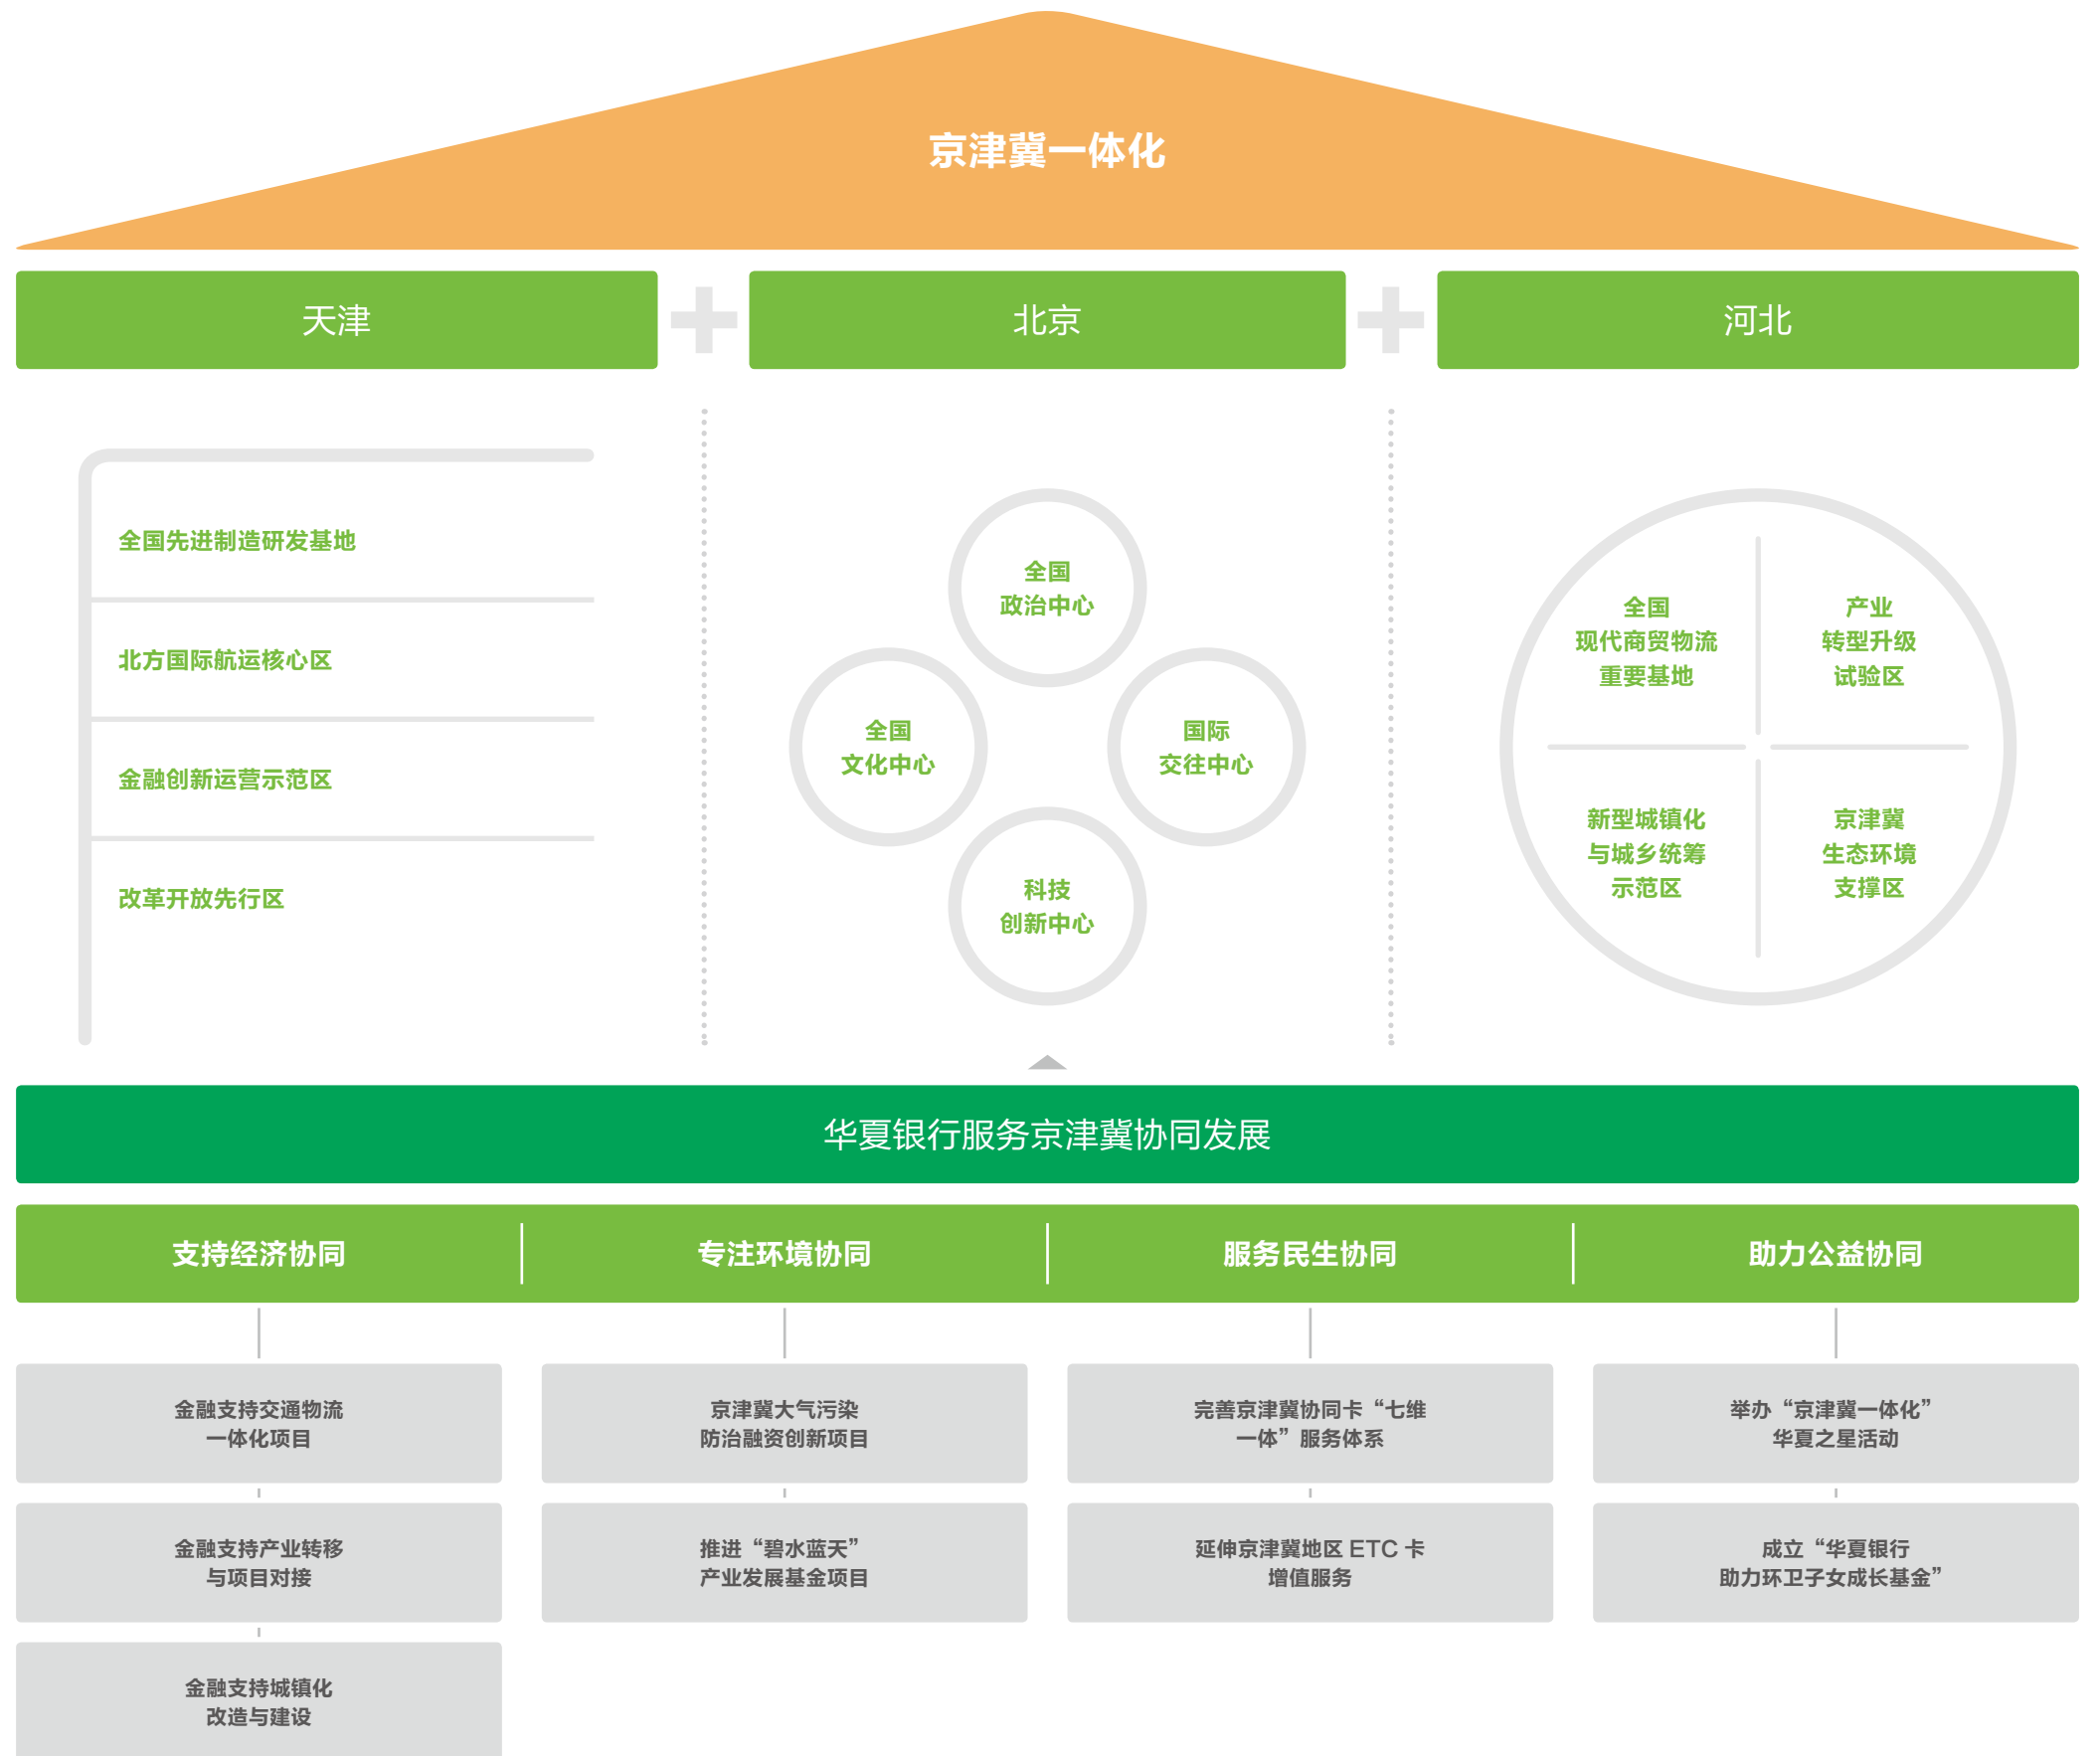 京津冀一体化
天津
北京
河北
全国先进制造研发基地
北方国际航运核心区
金融创新运营示范区
改革开放先行区
全国
政治中心
全国
文化中心
国际
交往中心
科技
创新中心
全国
现代商贸物流
重要基地
产业
转型升级
试验区
新型城镇化
与城乡统筹
示范区
京津冀
生态环境
支撑区
华夏银行服务京津冀协同发展
支持经济协同
专注环境协同
服务民生协同
助力公益协同
金融支持交通物流
一体化项目
金融支持产业转移
与项目对接
金融支持城镇化
改造与建设
京津冀大气污染
防治融资创新项目
推进“碧水蓝天”
产业发展基金项目
完善京津冀协同卡“七维
一体”服务体系
延伸京津冀地区 ETC 卡
增值服务
举办“京津冀一体化”
华夏之星活动
成立“华夏银行
助力环卫子女成长基金”